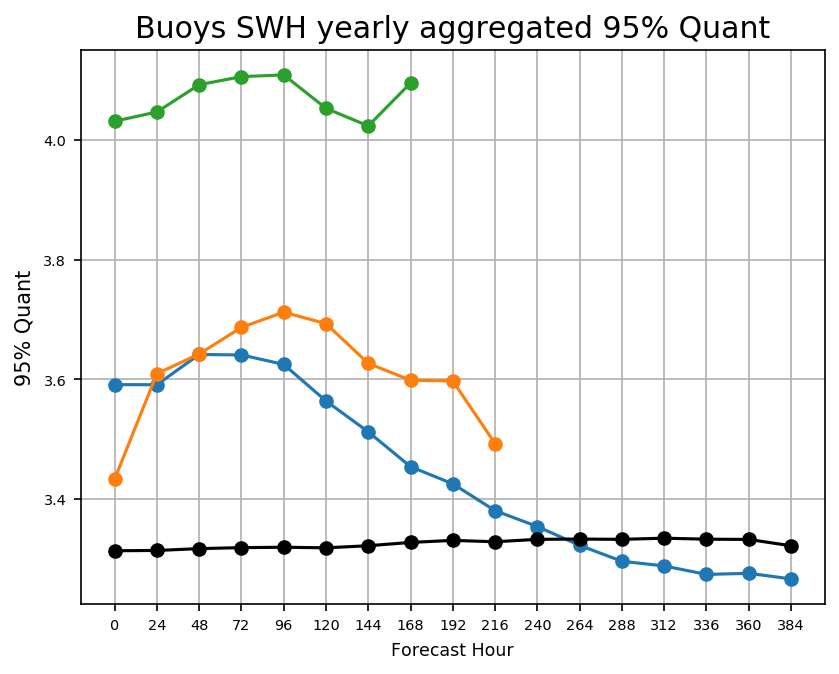 Buoys SWH yearly aggregated 95% Quant
95% Quant
4.0
3.8
3.6
3.4
0 24 48 72 96 120 144 168 192 216 240 264 288 312 336 360 384
Forecast Hour